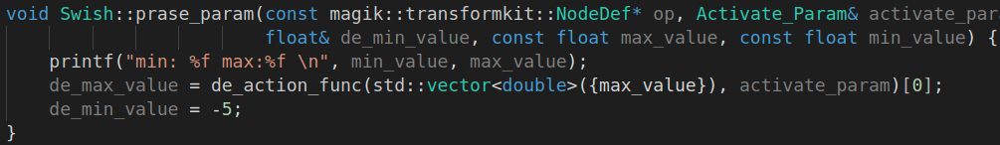 void Swish::prase_param(const magik::transformkit::NodeDef* op, Activate_Param& activate_par
float& de_min_value, const float max_value, const float min_value) {
printf("min: %f max:%f \n", min_value, max_value);
de_max_value = de_action_func(std::vector<double>({max_value}), activate_param)[0];
de_min_value = -5;
}